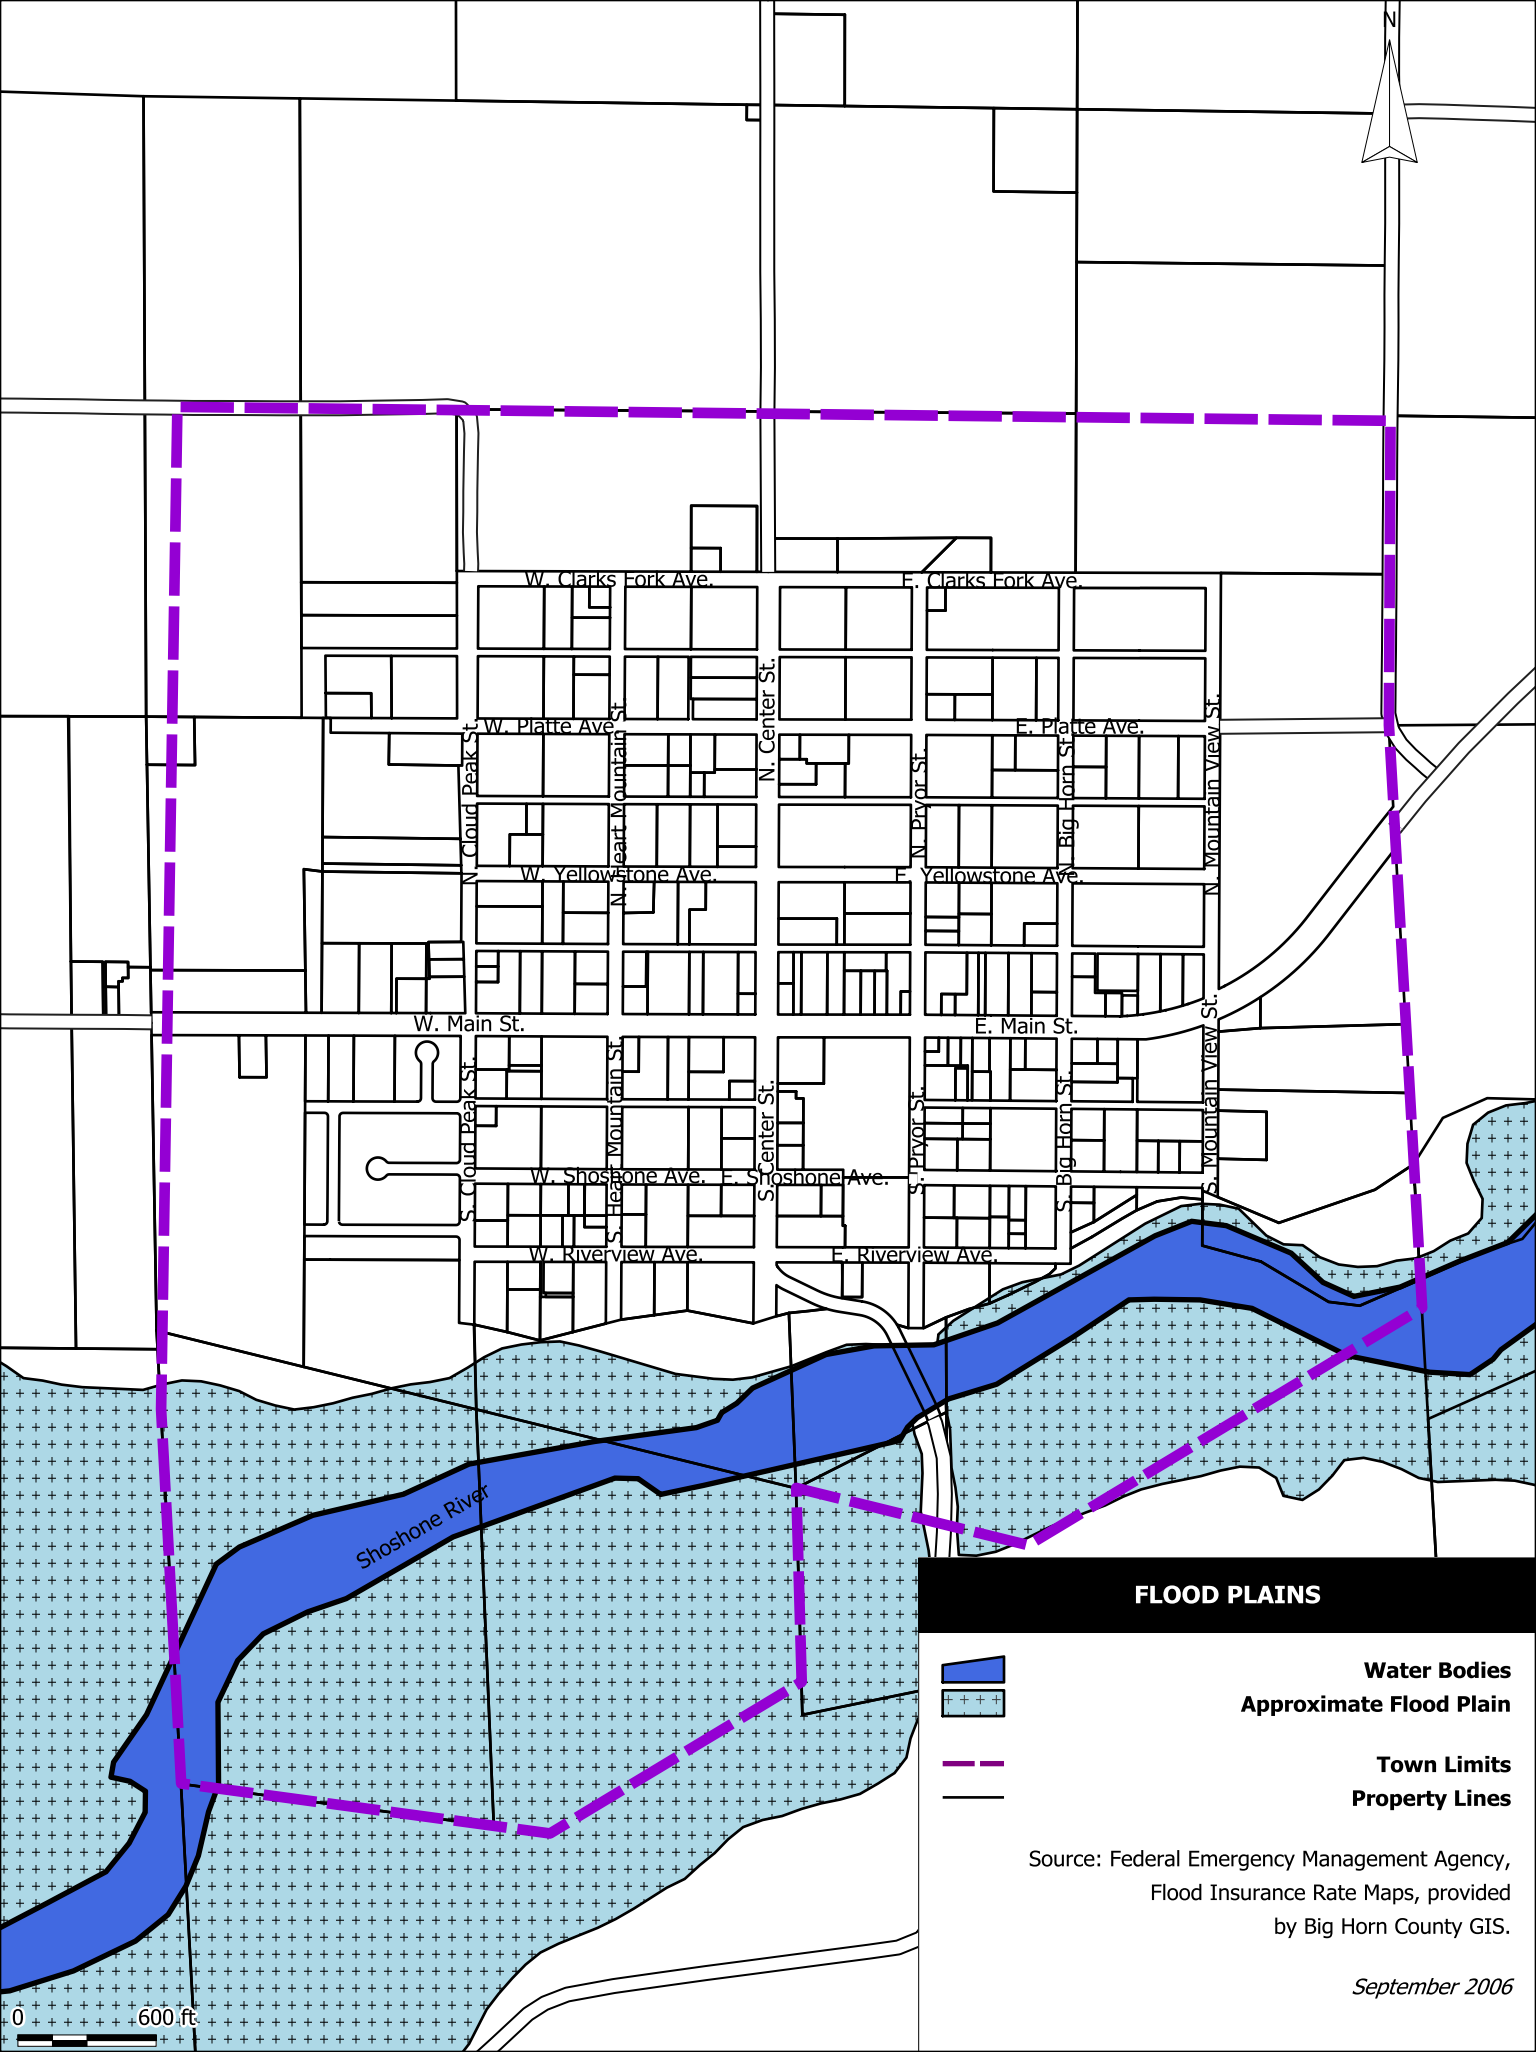 N
W. Clarks Fork Ave.
E. Clarks Fork Ave.
W. Platte Ave.
E. Platte Ave.
N. Cloud Peak St.
N. Heart Mountain St.
N. Center St.
N. Pryor St.
N. Big Horn St.
N. Mountain View St.
W. Yellowstone Ave.
E. Yellowstone Ave.
W. Main St.
E. Main St.
S. Cloud Peak St.
S. Heart Mountain St.
S. Center St.
S. Pryor St.
S. Big Horn St.
S. Mountain View St.
W. Shoshone Ave.
E. Shoshone Ave.
W. Riverview Ave.
E. Riverview Ave.
Shoshone River
FLOOD PLAINS
Water Bodies
Approximate Flood Plain
Town Limits
Property Lines
Source: Federal Emergency Management Agency,
Flood Insurance Rate Maps, provided
by Big Horn County GIS.
September 2006
0 600 ft